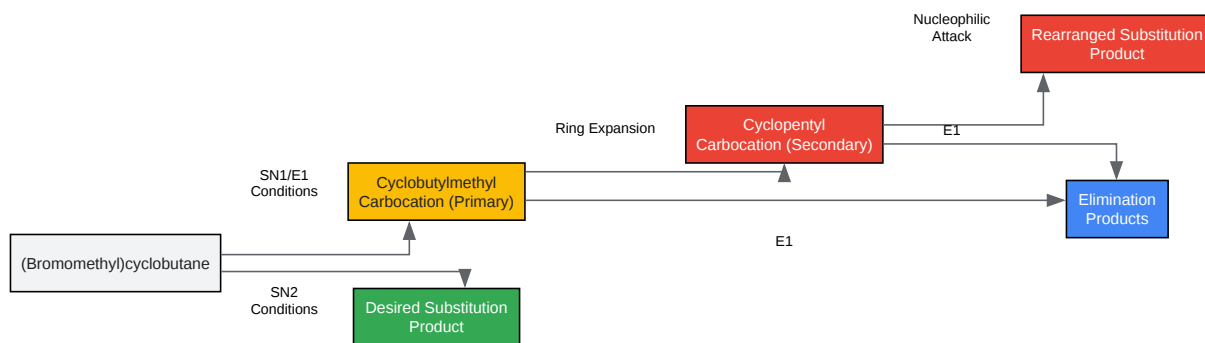 Nucleophilic
Attack
Rearranged Substitution
Product
Ring Expansion
Cyclopentyl
Carbocation (Secondary)
E1
SN1/E1
Conditions
Cyclobutylmethyl
Carbocation (Primary)
Elimination
Products
E1
(Bromomethyl)cyclobutane
SN2
Conditions
Desired Substitution
Product